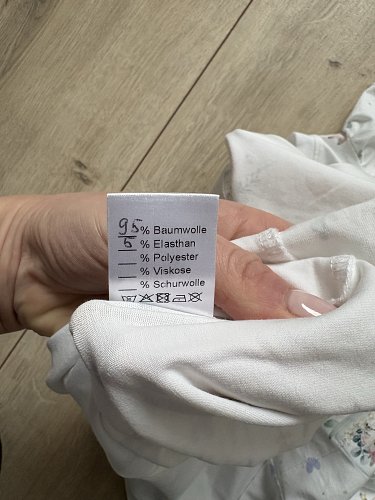 95% Baumwolle
5% Elasthan
% Polyester
% Viskose
% Schurwolle